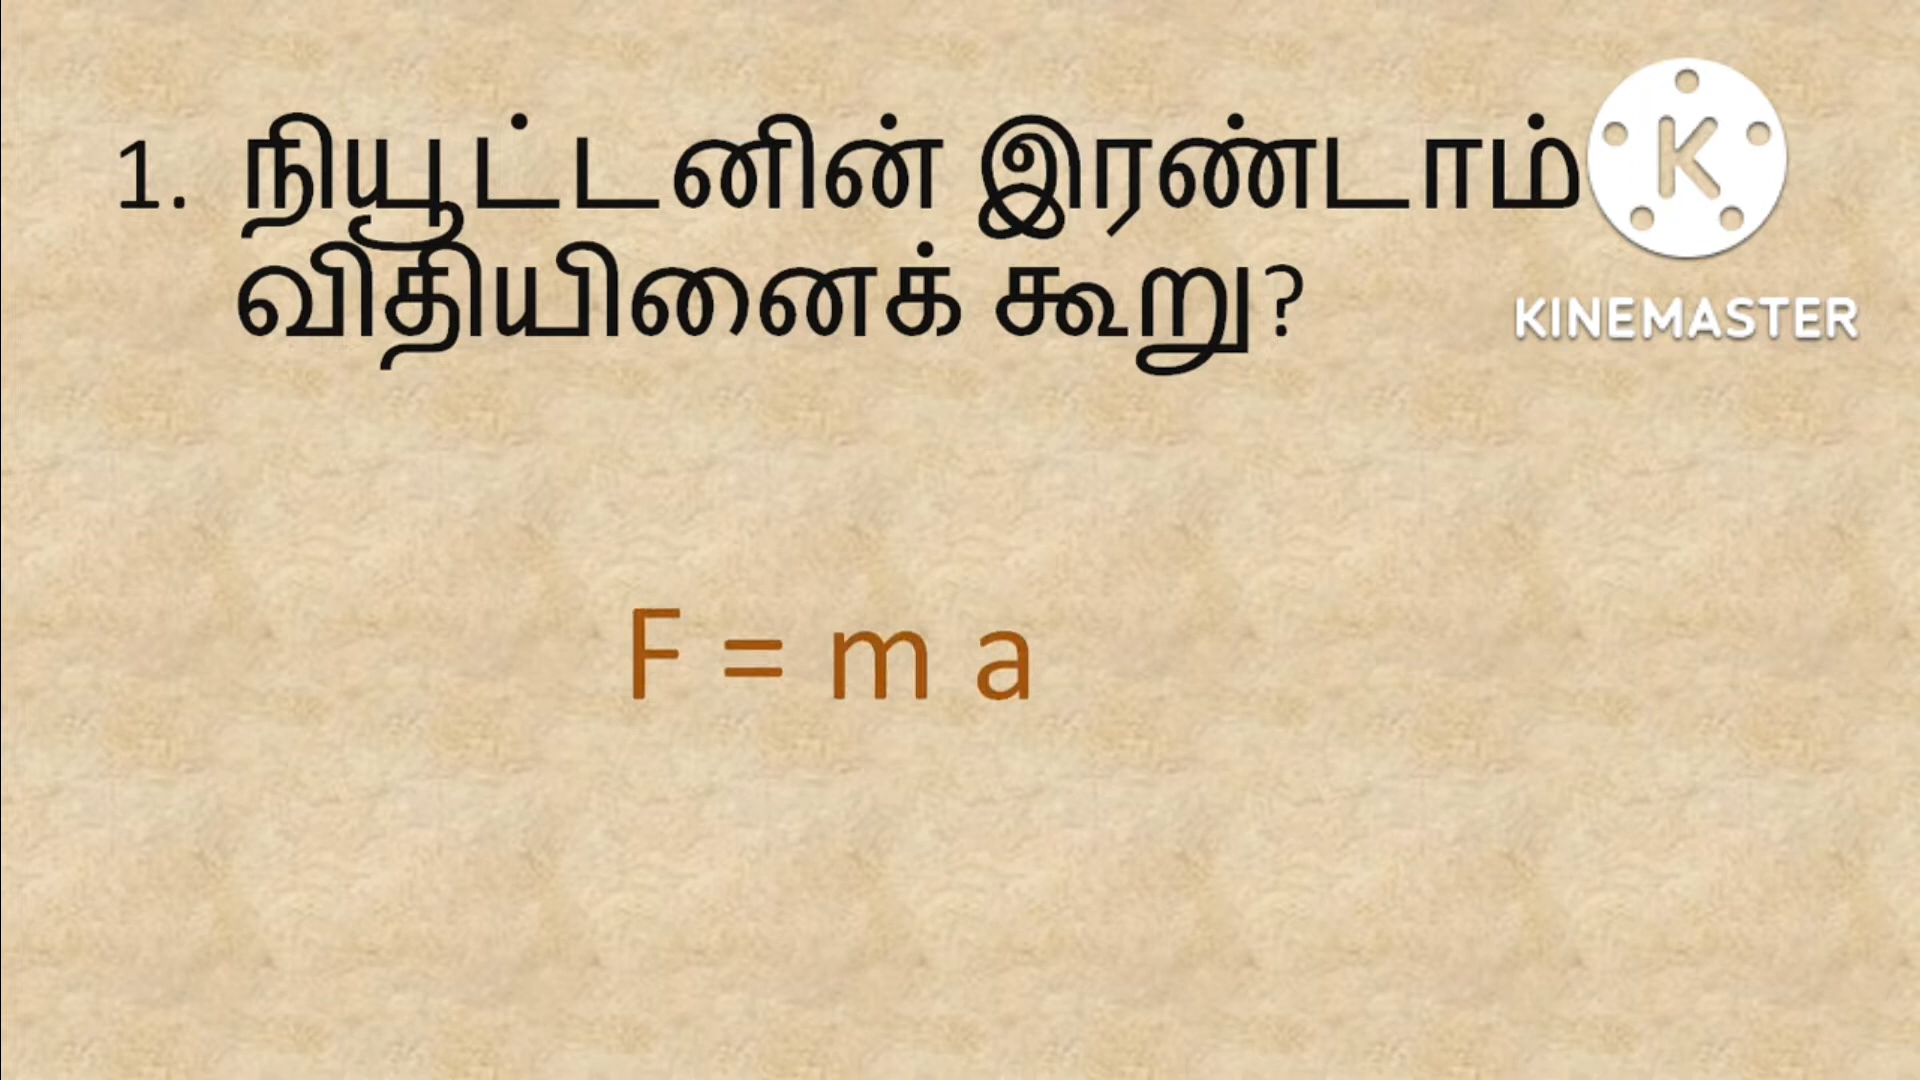 1. நியூட்டனின் இரண்டாம்
விதியினைக் கூறு?
K
KINEMASTER
F = m a